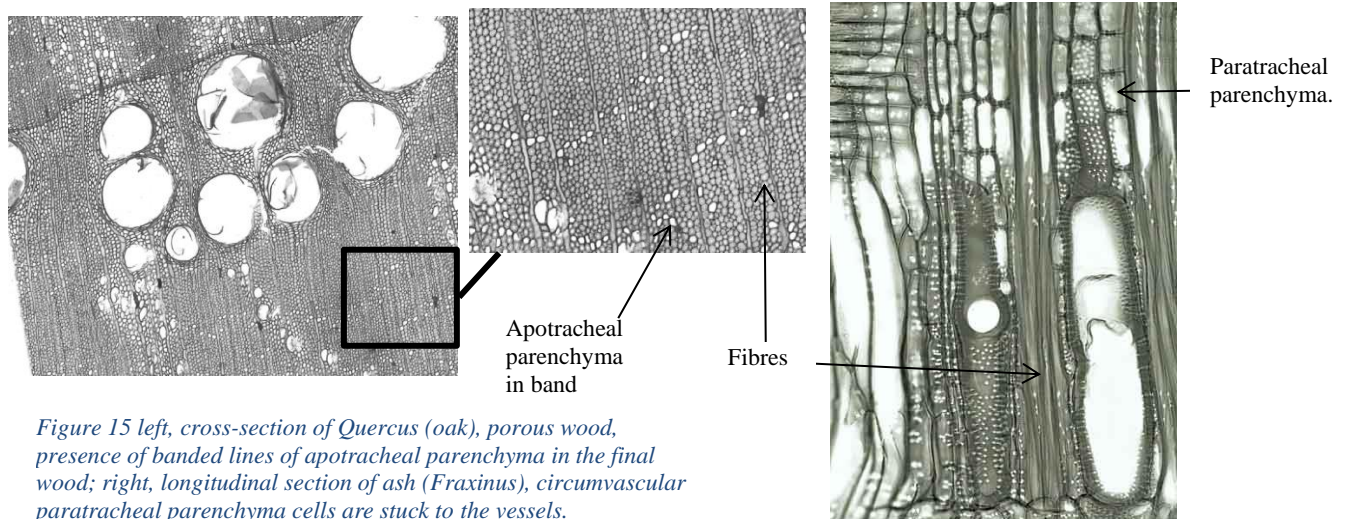 Paratracheal
parenchyma.
Apotracheal
parenchyma
in band
Fibres
Figure 15 left, cross-section of Quercus (oak), porous wood,
presence of banded lines of apotracheal parenchyma in the final
wood; right, longitudinal section of ash (Fraxinus), circumvascular
paratracheal parenchyma cells are stuck to the vessels.